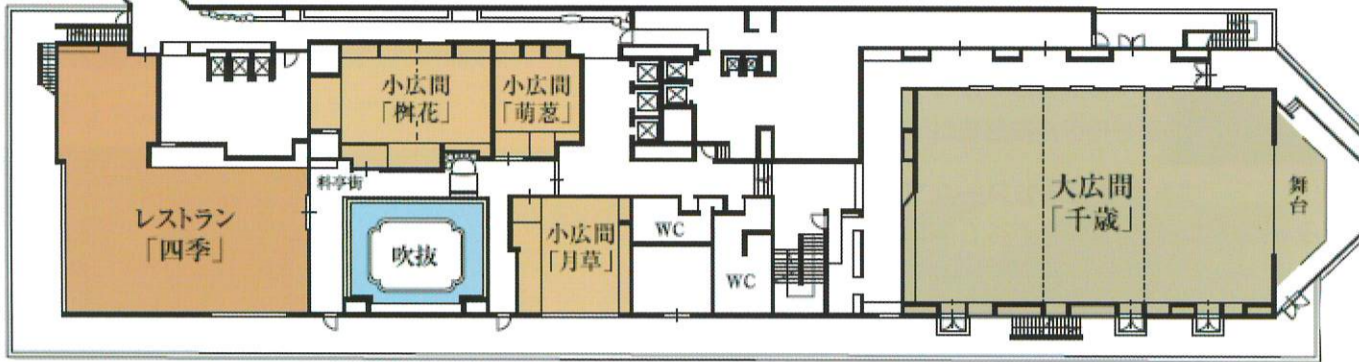 レストラン
「四季」
小広間
「桝花」
小広間
「萌葱」
料亭街
吹抜
小広間
「月草」
WC
WC
大広間
「千歳」
舞台